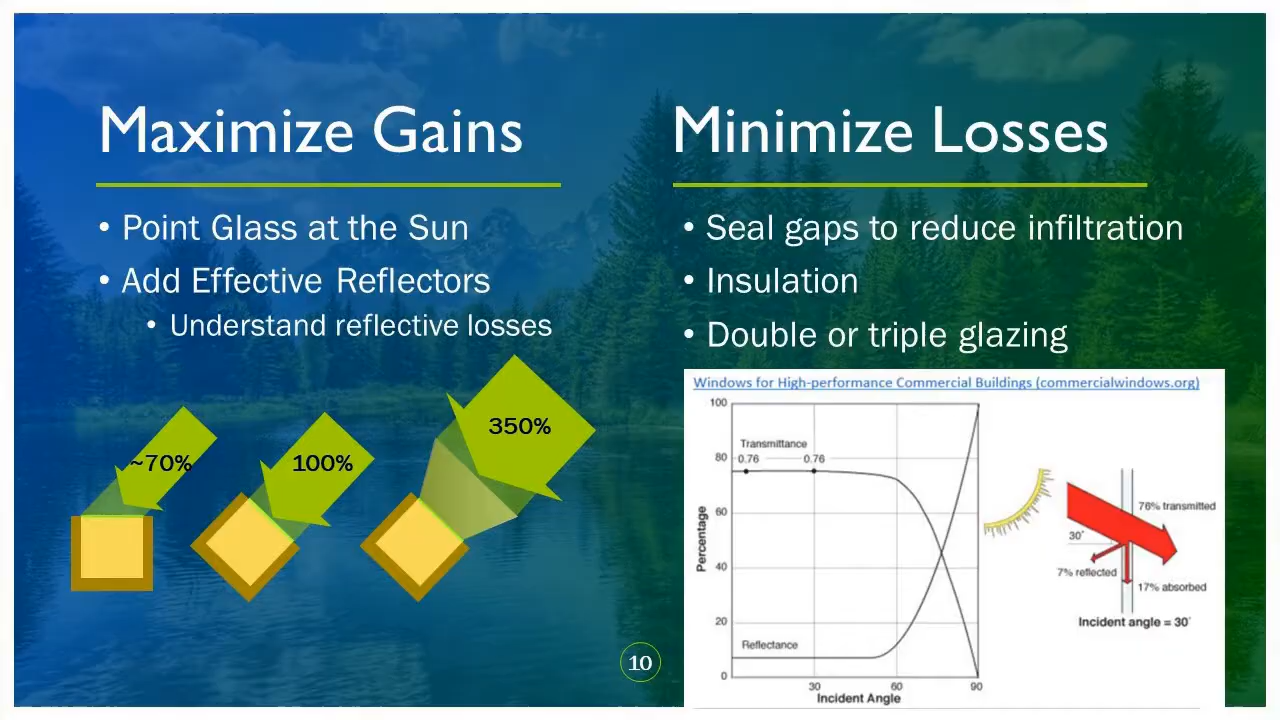 Maximize Gains
• Point Glass at the Sun
• Add Effective Reflectors
• Understand reflective losses
~70%
100%
350%
Minimize Losses
• Seal gaps to reduce infiltration
• Insulation
• Double or triple glazing
Windows for High-performance Commercial Buildings (commercialwindows.org)
100
80
60
40
20
0
Percentage
Transmittance
0.76
0.76
Reflectance
30
60
90
Incident Angle
76% transmitted
30°
7% reflected
17% absorbed
Incident angle = 30°
10